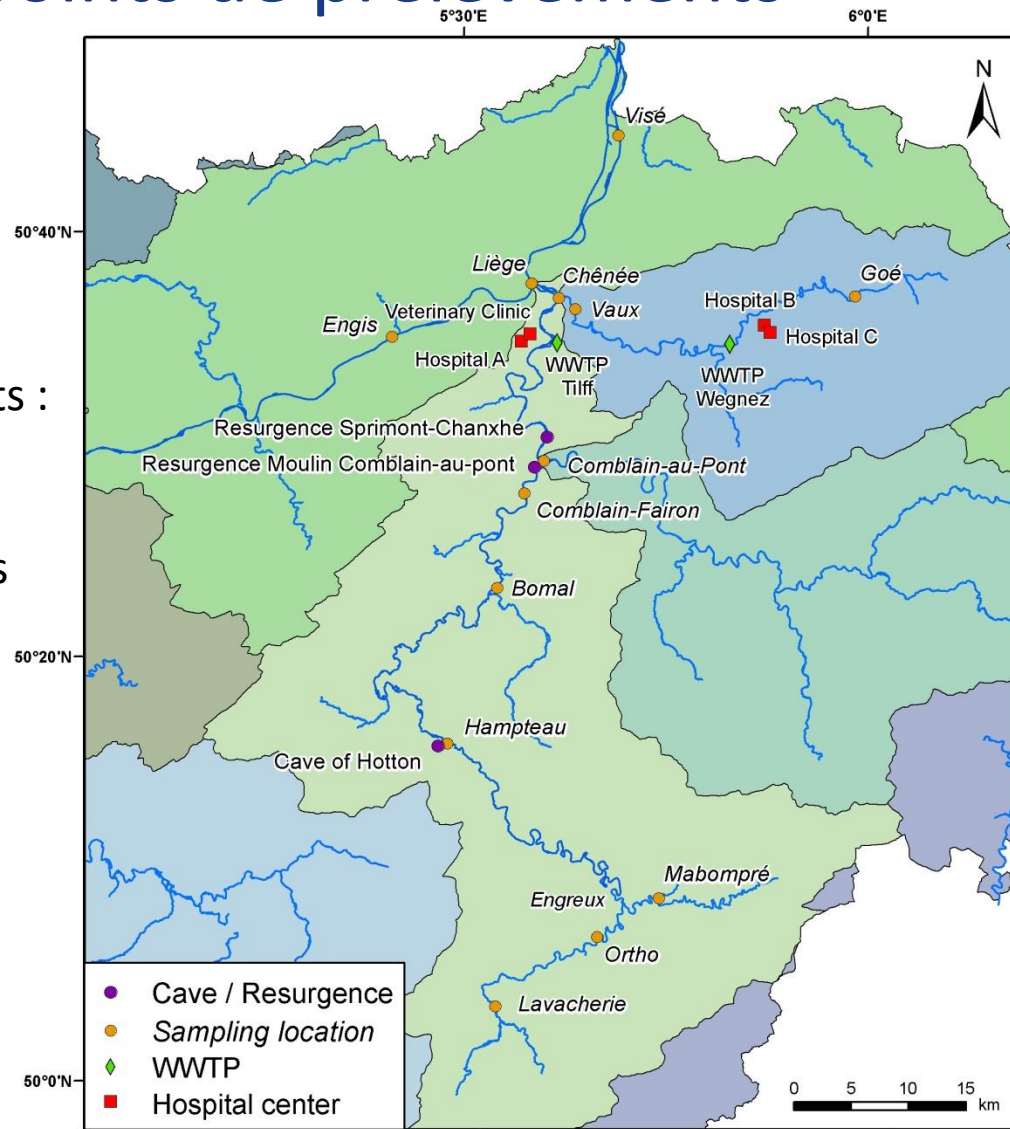 oints de prélèvements
5°30'E
6°0'E
N
Visé
50°40'N
Liège
Chênée
Goé
Veterinary Clinic
Hospital B
Engis
Vaux
Hospital C
Hospital A
WWTP
Tilff
WWTP
Wegnez
ts :
Resurgence Sprimont-Chanxhe
Resurgence Moulin Comblain-au-pont
Comblain-au-Pont
Comblain-Fairon
s
Bomal
50°20'N
Hampteau
Cave of Hotton
Mabompré
Engreux
Ortho
Lavacherie
Cave / Resurgence
Sampling location
WWTP
Hospital center
50°0'N
0 5 10 15
km